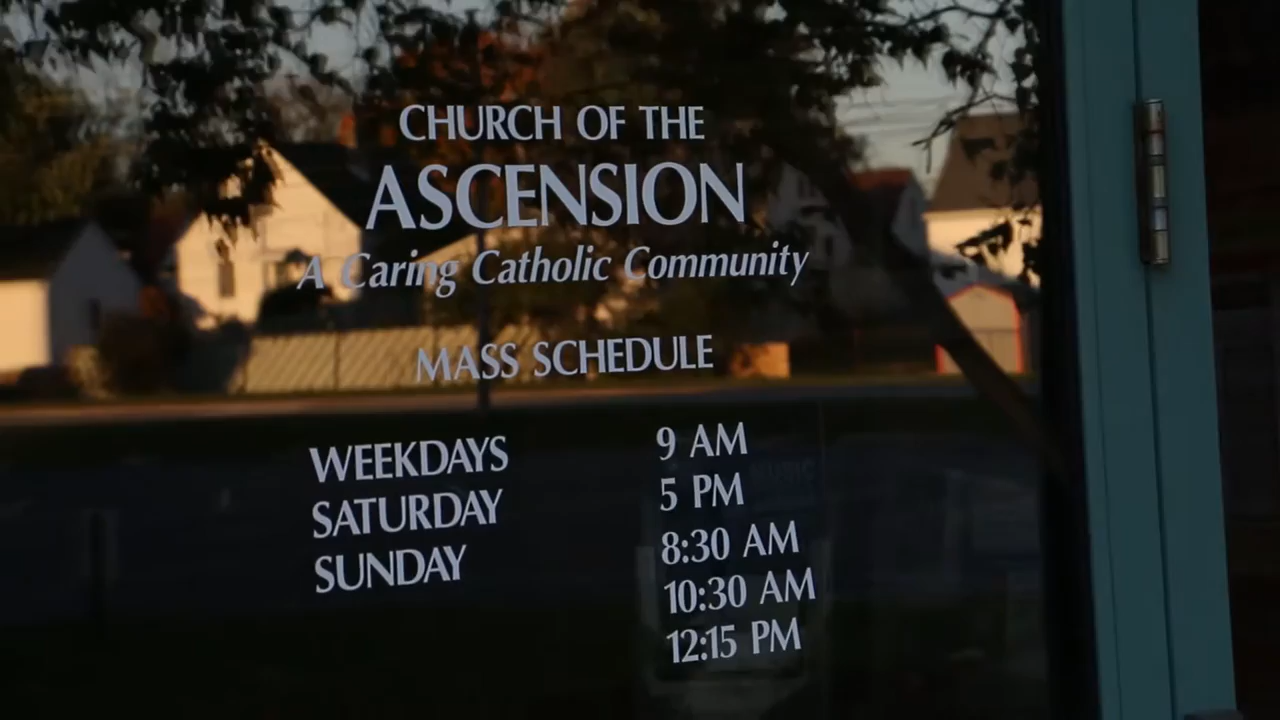 CHURCH OF THE
ASCENSION
A Caring Catholic Community
MASS SCHEDULE
WEEKDAYS 9 AM
SATURDAY 5 PM
SUNDAY 8:30 AM
10:30 AM
12:15 PM